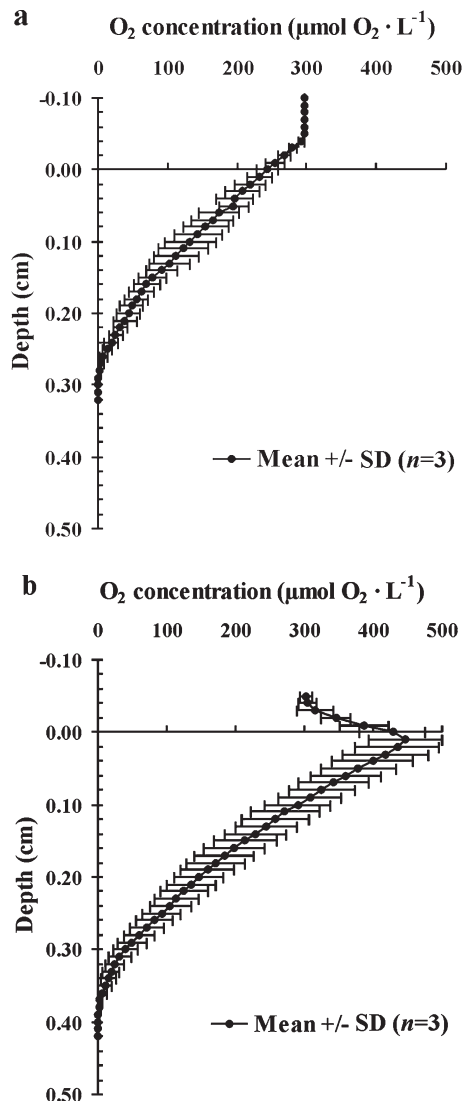 a
O₂ concentration (µmol O₂ · L⁻¹)
0 100 200 300 400 500
-0.10
0.00
0.10
0.20
0.30
0.40
0.50
Depth (cm)
Mean +/- SD (n=3)
b
O₂ concentration (µmol O₂ · L⁻¹)
0 100 200 300 400 500
-0.10
0.00
0.10
0.20
0.30
0.40
0.50
Depth (cm)
Mean +/- SD (n=3)